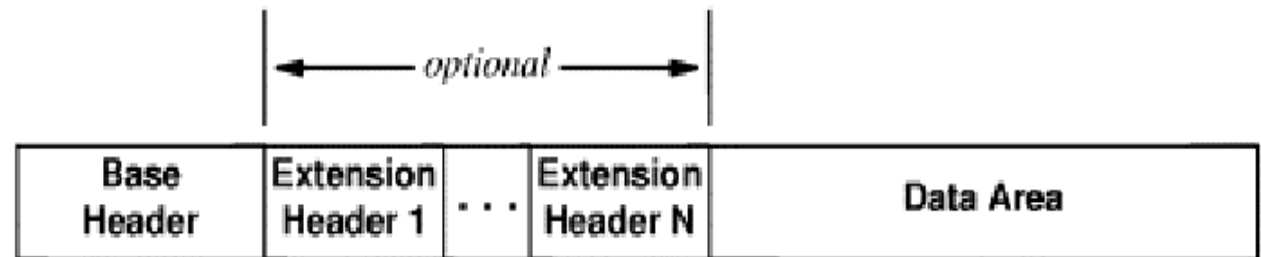 optional
Base
Header
Extension
Header 1
. . .
Extension
Header N
Data Area